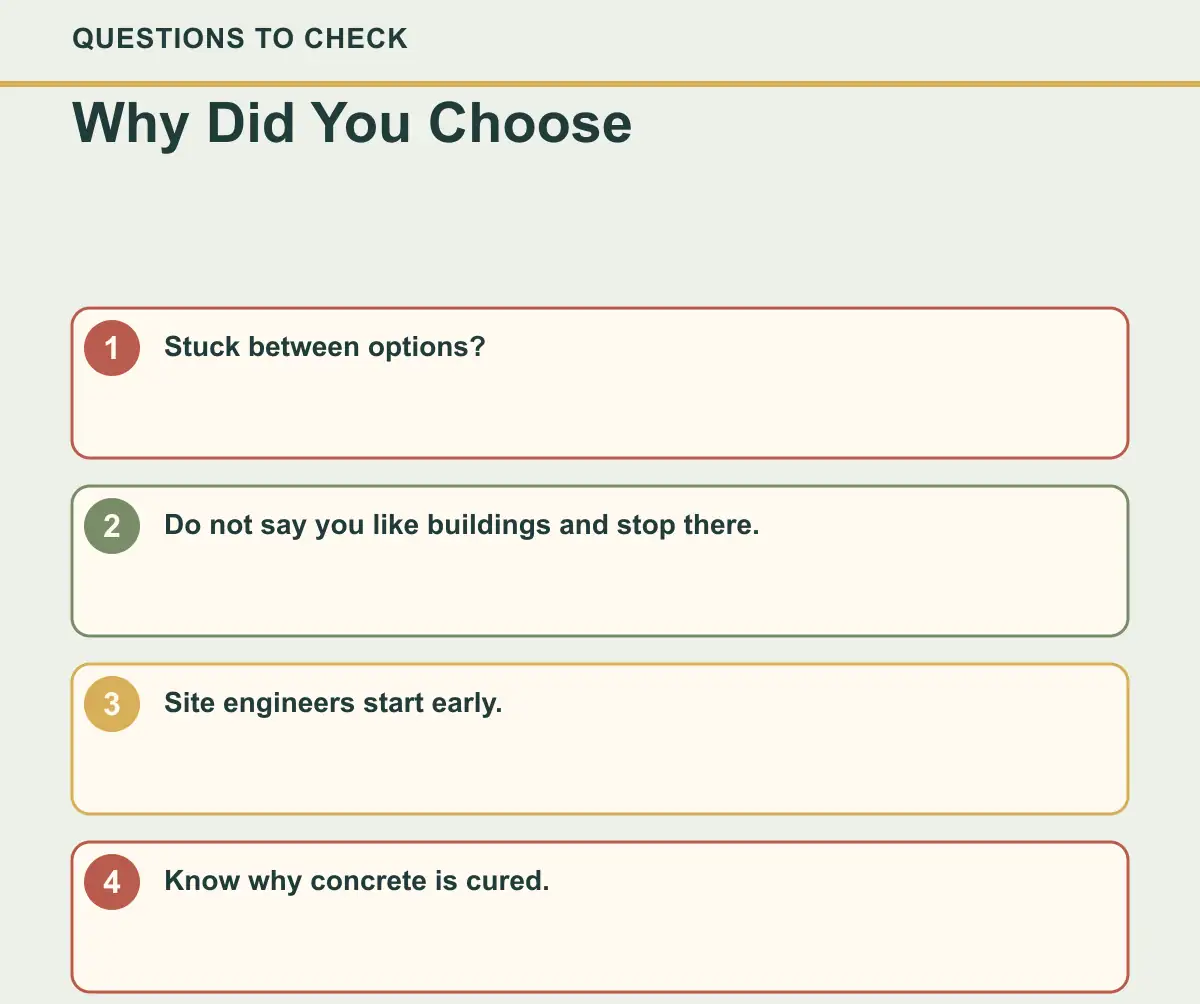 QUESTIONS TO CHECK
Why Did You Choose
1 Stuck between options?
2 Do not say you like buildings and stop there.
3 Site engineers start early.
4 Know why concrete is cured.